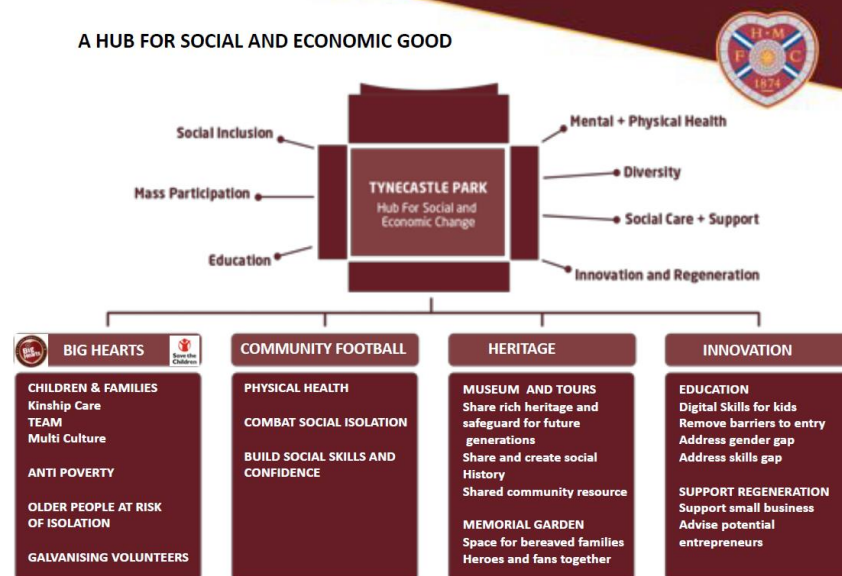 A HUB FOR SOCIAL AND ECONOMIC GOOD
H·M
F C
1874
Social Inclusion
Mass Participation
Education
TYNECASTLE PARK
Hub For Social and
Economic Change
Mental + Physical Health
Diversity
Social Care + Support
Innovation and Regeneration
Big
Hearts
BIG HEARTS
Save the
Children
CHILDREN & FAMILIES
Kinship Care
TEAM
Multi Culture
ANTI POVERTY
OLDER PEOPLE AT RISK
OF ISOLATION
GALVANISING VOLUNTEERS
COMMUNITY FOOTBALL
PHYSICAL HEALTH
COMBAT SOCIAL ISOLATION
BUILD SOCIAL SKILLS AND
CONFIDENCE
HERITAGE
MUSEUM AND TOURS
Share rich heritage and
safeguard for future
generations
Share and create social
History
Shared community resource
MEMORIAL GARDEN
Space for bereaved families
Heroes and fans together
INNOVATION
EDUCATION
Digital Skills for kids
Remove barriers to entry
Address gender gap
Address skills gap
SUPPORT REGENERATION
Support small business
Advise potential
entrepreneurs